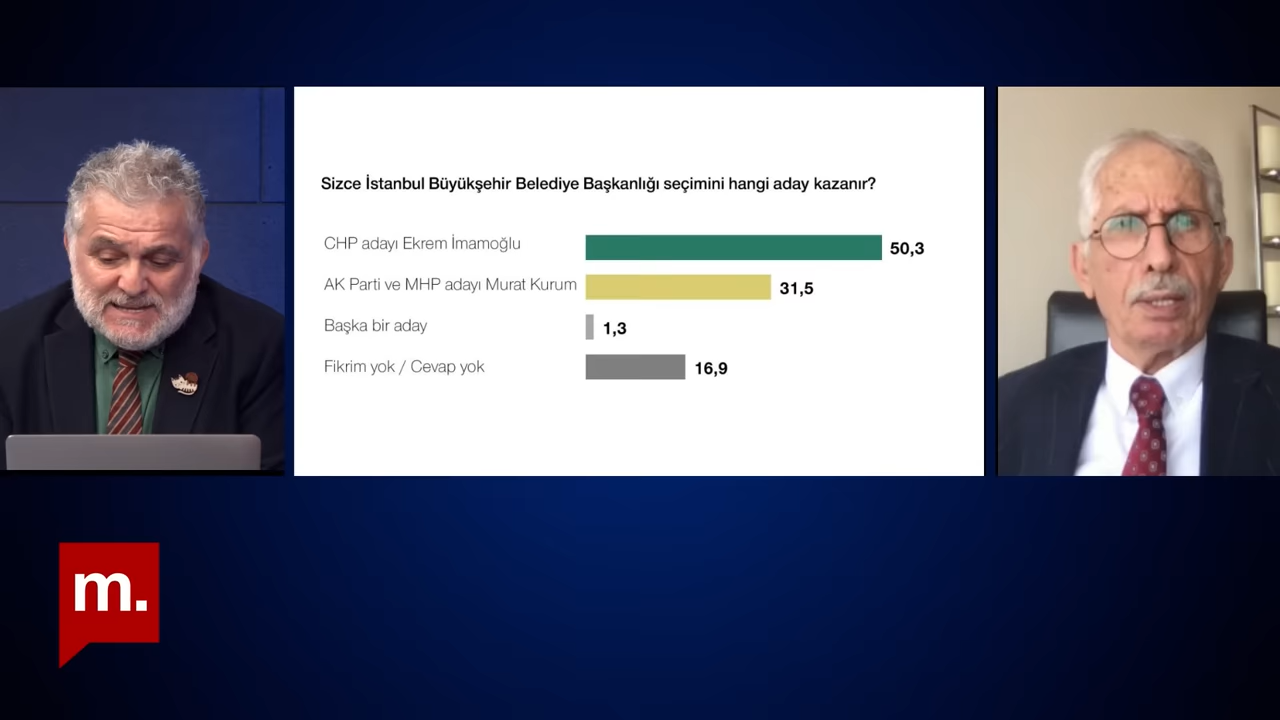 Sizce İstanbul Büyükşehir Belediye Başkanlığı seçimini hangi aday kazanır?
CHP adayı Ekrem İmamoğlu 50,3
AK Parti ve MHP adayı Murat Kurum 31,5
Başka bir aday 1,3
Fikrim yok / Cevap yok 16,9
m.